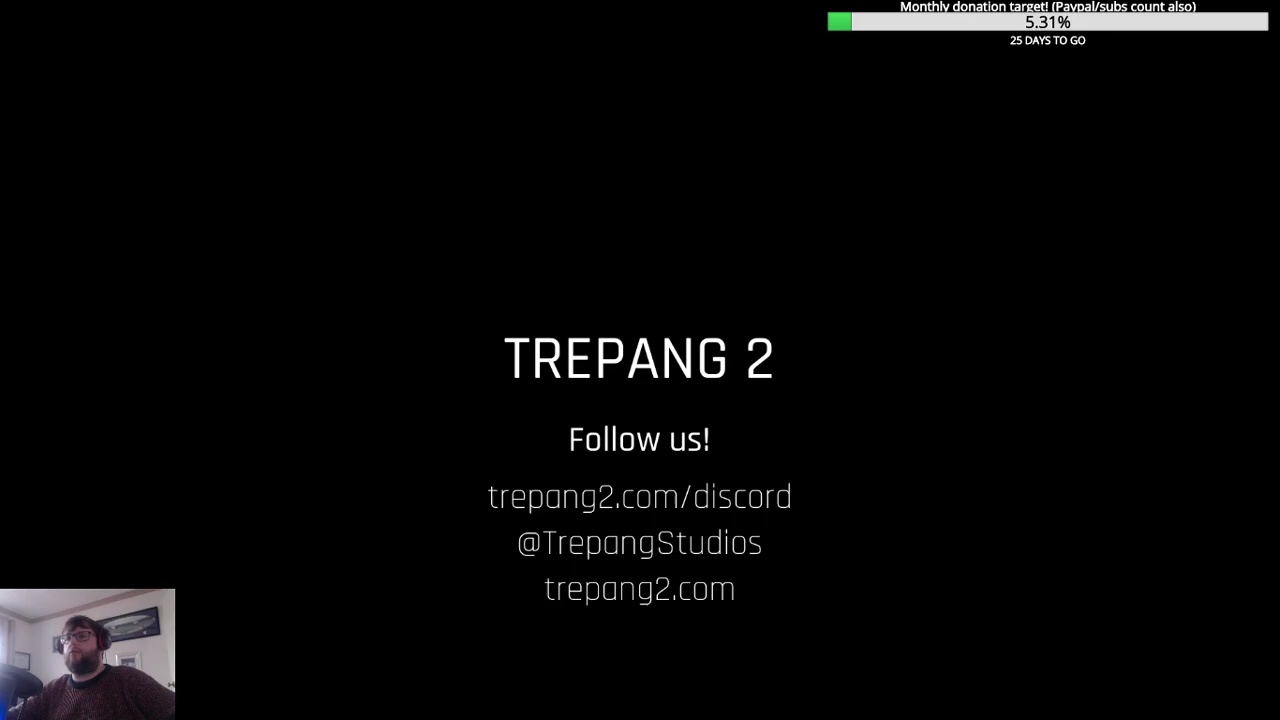 Monthly donation target! (Paypal/subs count also)
5.31%
25 DAYS TO GO
TREPANG 2
Follow us!
trepang2.com/discord
@TrepangStudios
trepang2.com